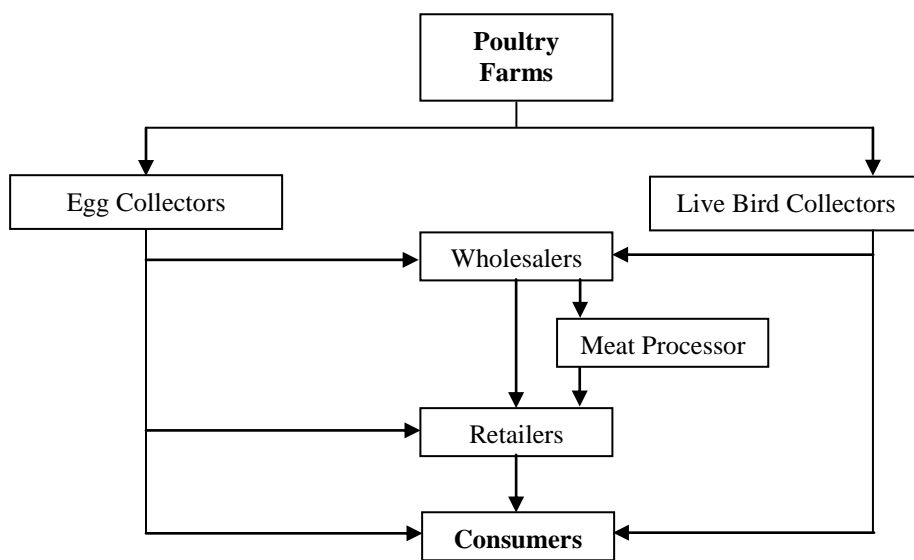 Poultry
Farms
Egg Collectors
Live Bird Collectors
Wholesalers
Meat Processor
Retailers
Consumers